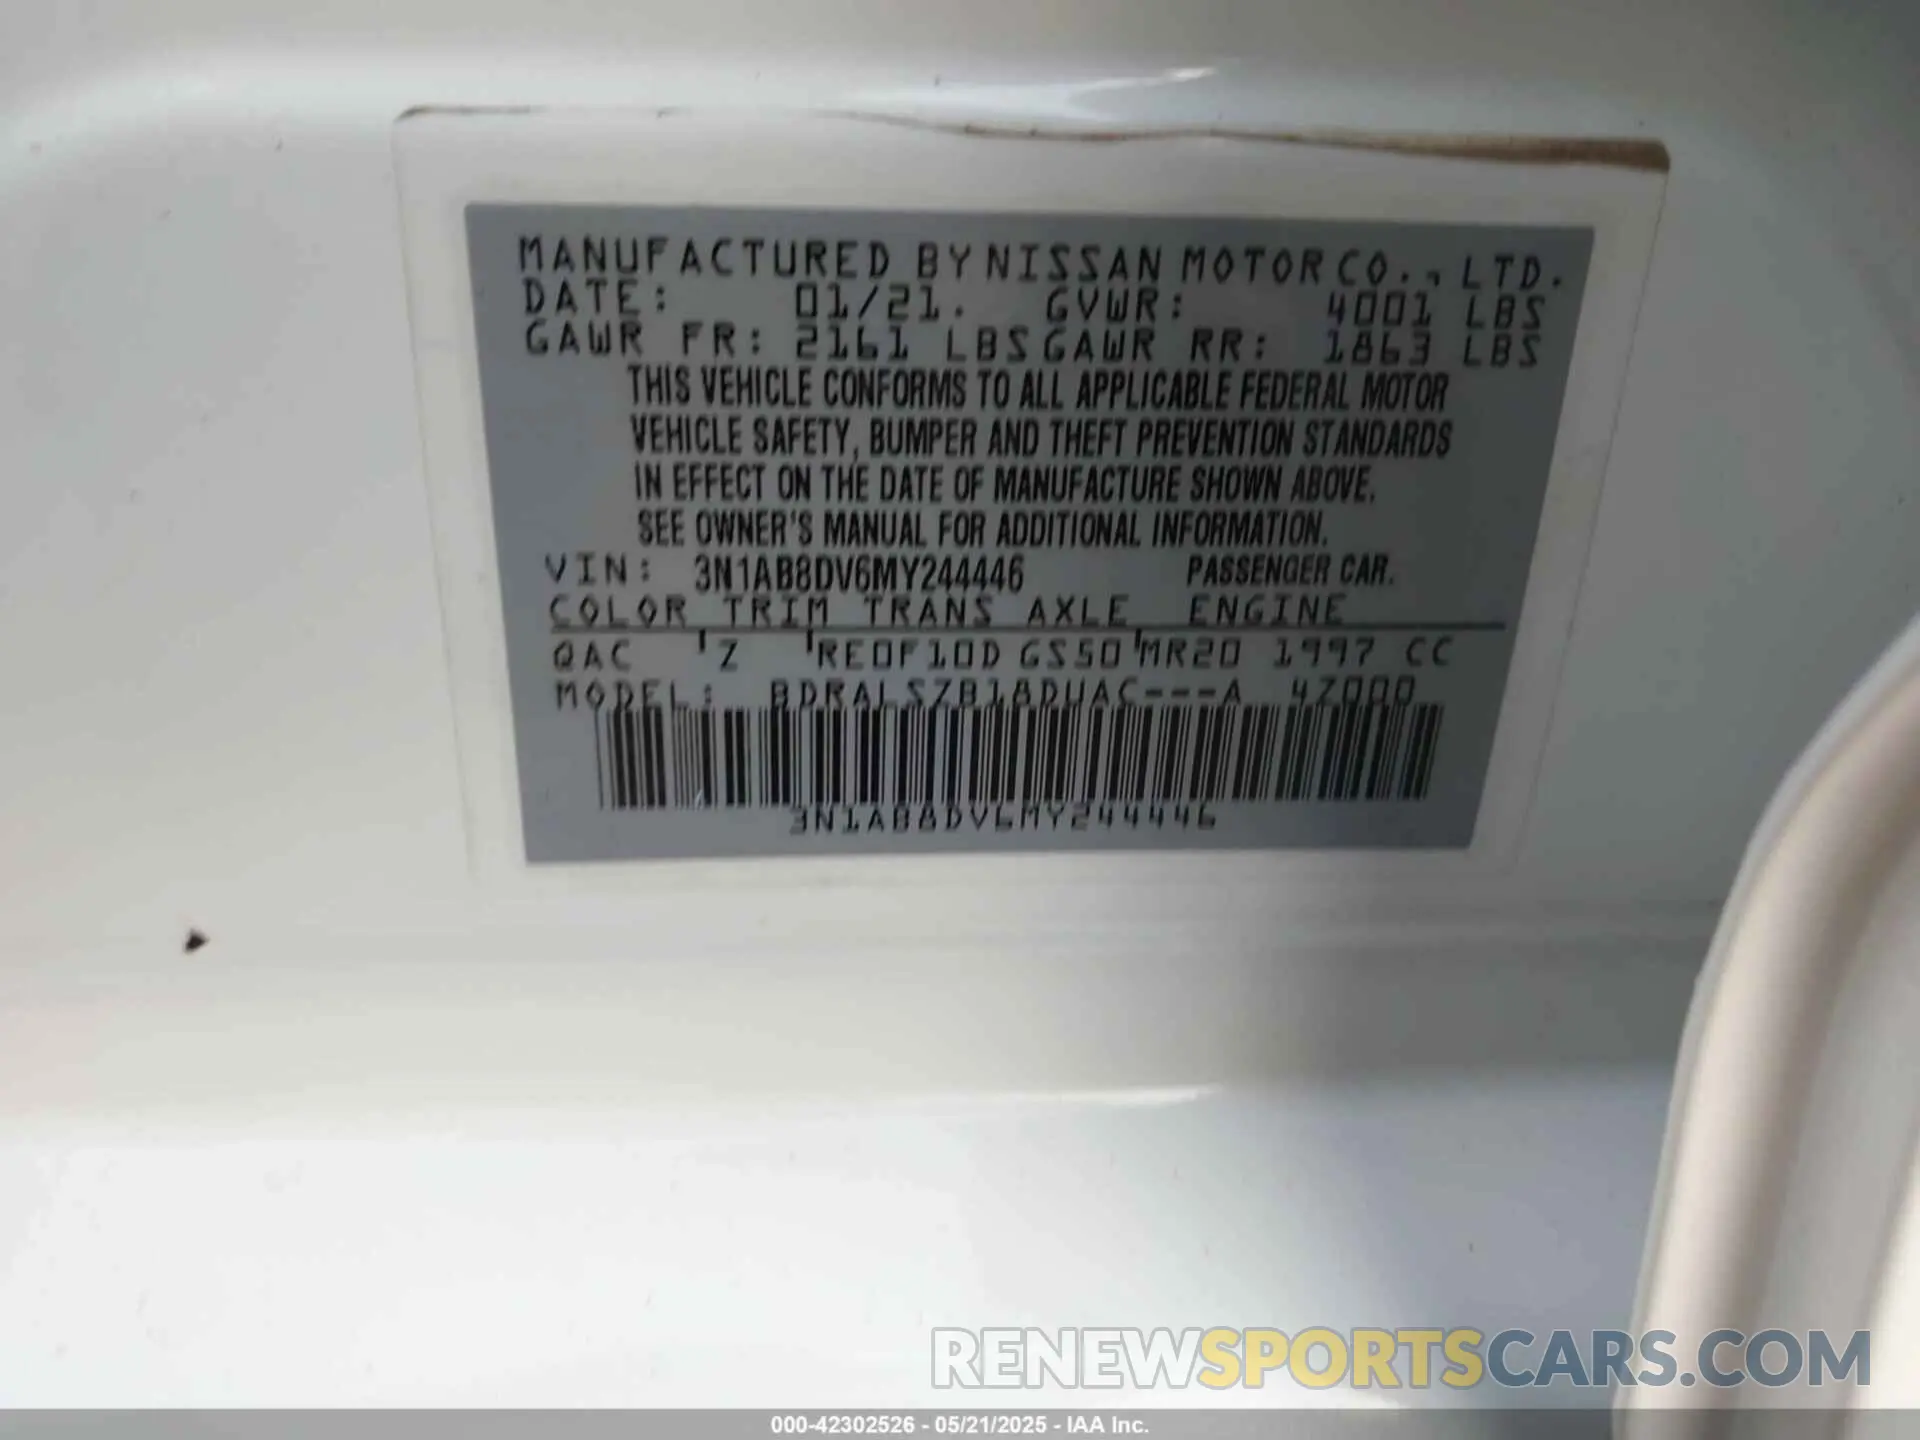 MANUFACTURED BY NISSAN MOTOR CO., LTD.
DATE: 01/21. GVWR: 4001 LBS
GAWR FR: 2161 LBS GAWR RR: 1863 LBS
THIS VEHICLE CONFORMS TO ALL APPLICABLE FEDERAL MOTOR
VEHICLE SAFETY, BUMPER AND THEFT PREVENTION STANDARDS
IN EFFECT ON THE DATE OF MANUFACTURE SHOWN ABOVE.
SEE OWNER'S MANUAL FOR ADDITIONAL INFORMATION.
VIN: 3N1AB8DV6MY244446 PASSENGER CAR.
COLOR TRIM TRANS AXLE ENGINE
QAC Z RE0F10D GS50 MR20 1997 CC
MODEL: BDRALSZB18DUAC---A 4Z000
3N1AB8DV6MY244446
RENEWSPORTSCARS.COM
000-42302526 - 05/21/2025 - IAA Inc.